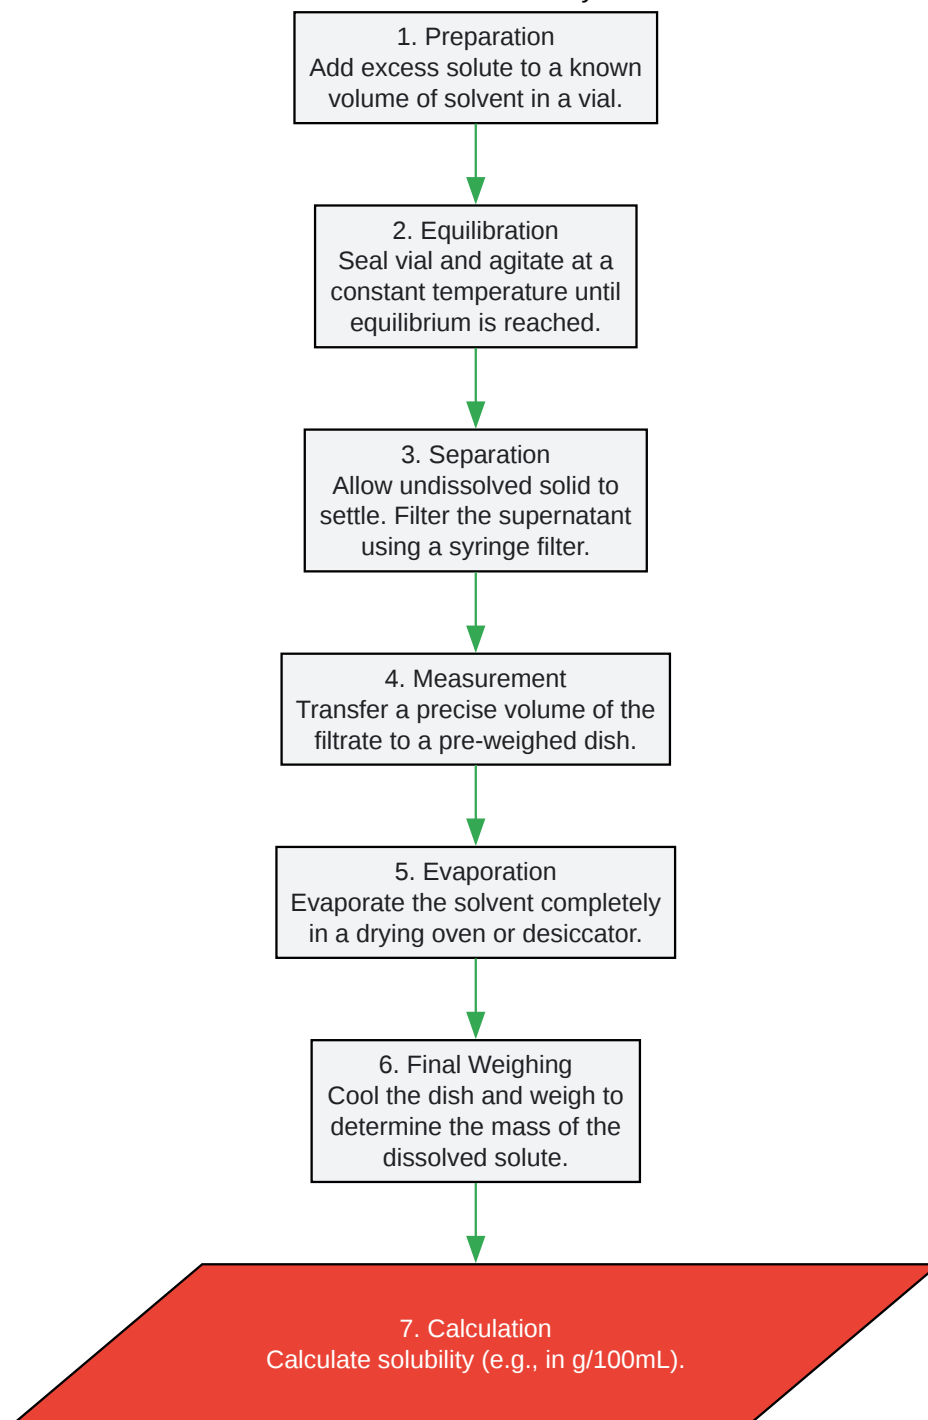 1. Preparation
Add excess solute to a known
volume of solvent in a vial.
2. Equilibration
Seal vial and agitate at a
constant temperature until
equilibrium is reached.
3. Separation
Allow undissolved solid to
settle. Filter the supernatant
using a syringe filter.
4. Measurement
Transfer a precise volume of the
filtrate to a pre-weighed dish.
5. Evaporation
Evaporate the solvent completely
in a drying oven or desiccator.
6. Final Weighing
Cool the dish and weigh to
determine the mass of the
dissolved solute.
7. Calculation
Calculate solubility (e.g., in g/100mL).